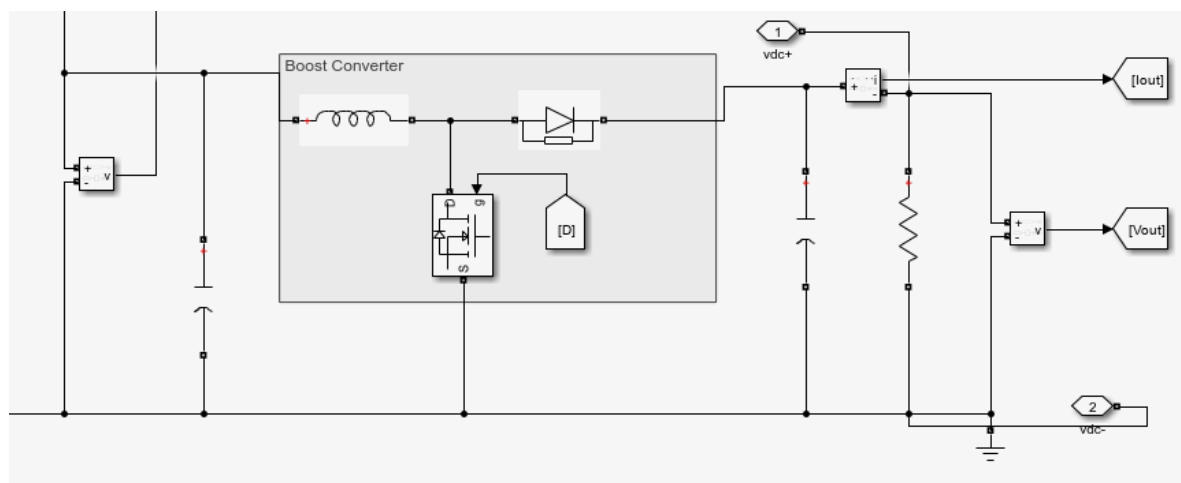 1
vdc+
Boost Converter
i
+
-
[Iout]
+
-
v
g
D
[D]
S
+
-
v
[Vout]
2
vdc-